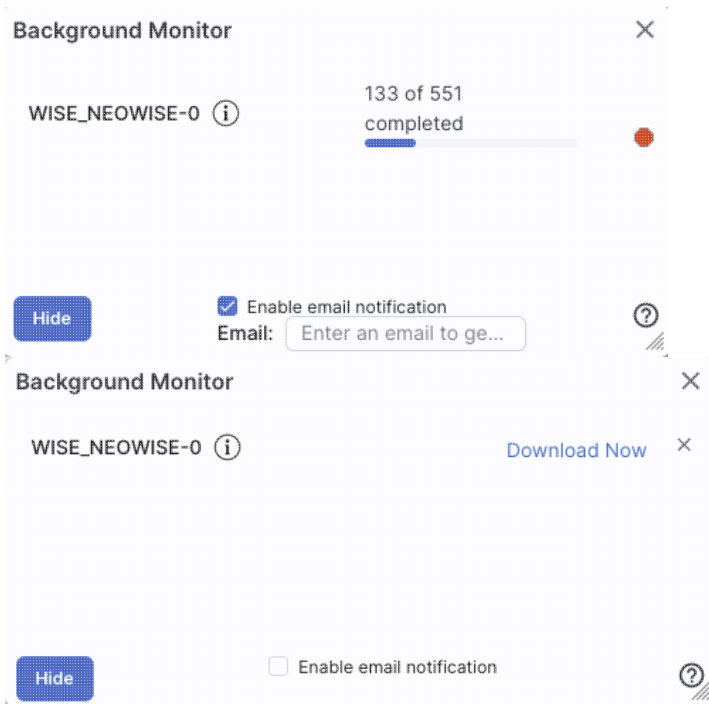 Background Monitor
WISE_NEOWISE-0
133 of 551
completed
Enable email notification
Hide
Email: Enter an email to ge...
Background Monitor
WISE_NEOWISE-0
Download Now
Enable email notification
Hide